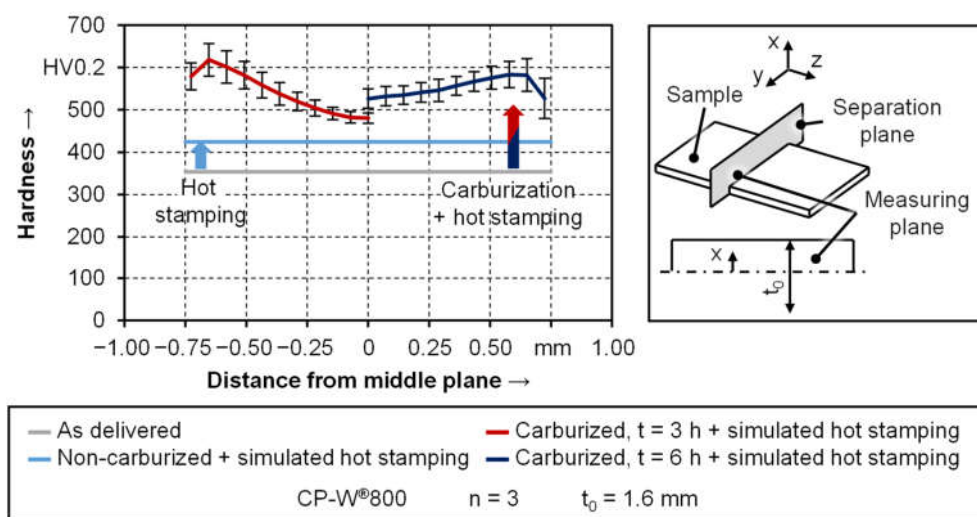 Hardness →
700
HV0.2
500
400
300
200
100
0
Hot
stamping
Carburization
+ hot stamping
−1.00 −0.75 −0.50 −0.25 0 0.25 0.50 mm 1.00
Distance from middle plane →
x
y
z
Sample
Separation
plane
Measuring
plane
x
t0
As delivered
Non-carburized + simulated hot stamping
Carburized, t = 3 h + simulated hot stamping
Carburized, t = 6 h + simulated hot stamping
CP-W®800 n = 3 t0 = 1.6 mm